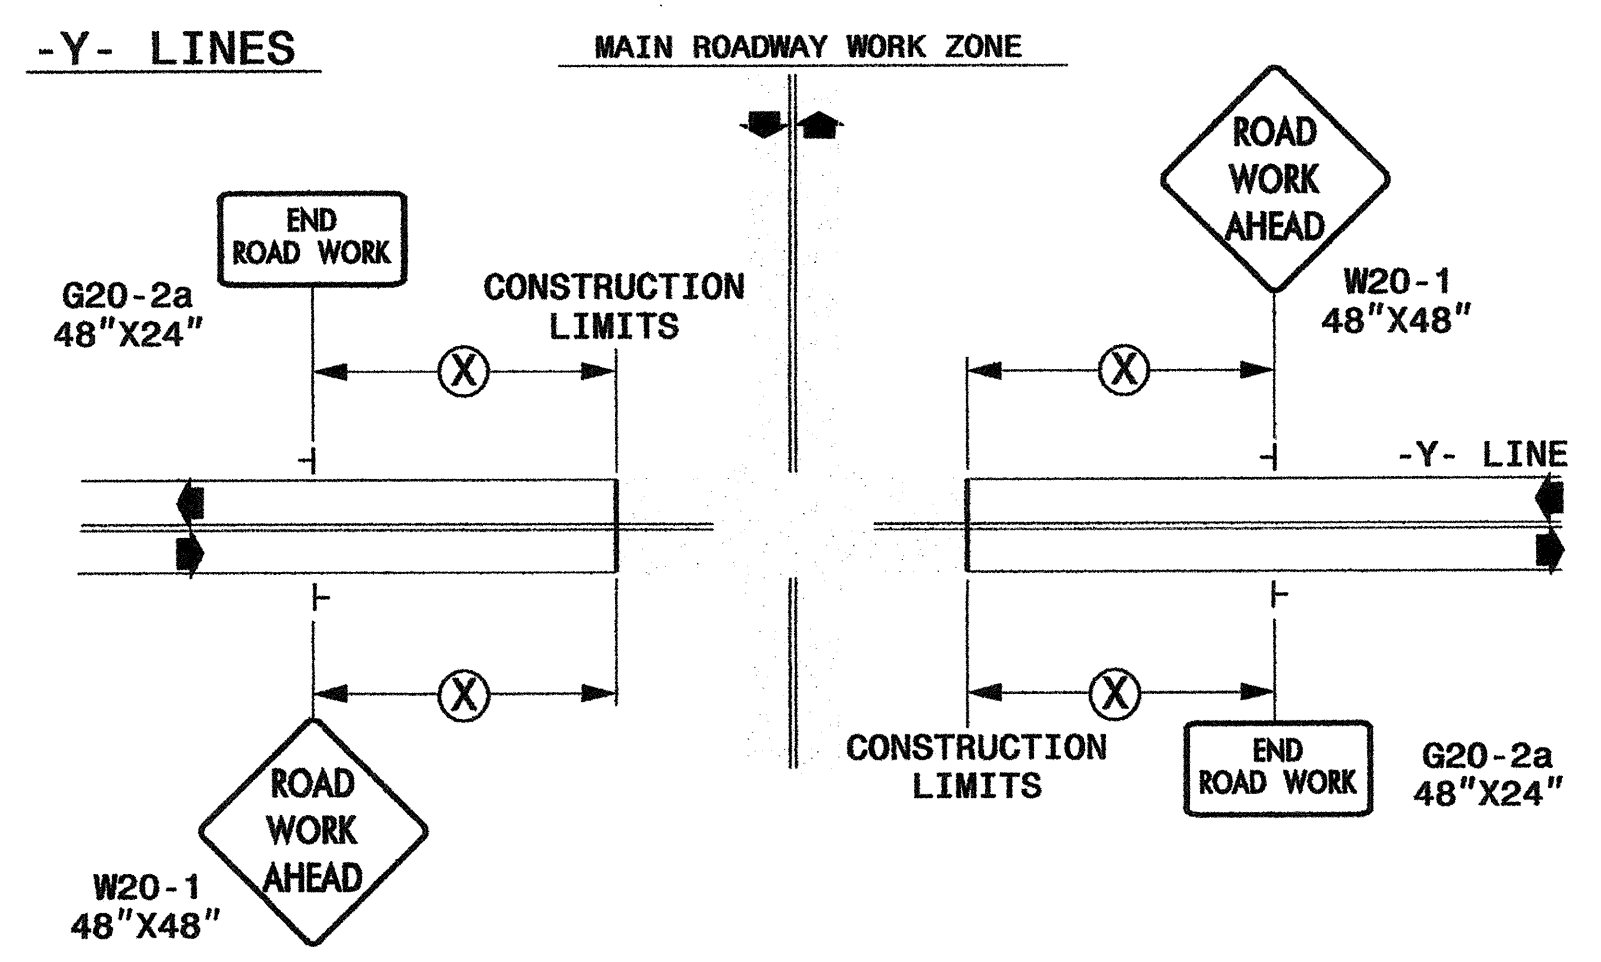 -Y- LINES
MAIN ROADWAY WORK ZONE
ROAD
WORK
AHEAD
W20-1
48"X48"
END
ROAD WORK
G20-2a
48"X24"
CONSTRUCTION
LIMITS
X
X
-Y- LINE
X
X
CONSTRUCTION
LIMITS
END
ROAD WORK
G20-2a
48"X24"
ROAD
WORK
AHEAD
W20-1
48"X48"